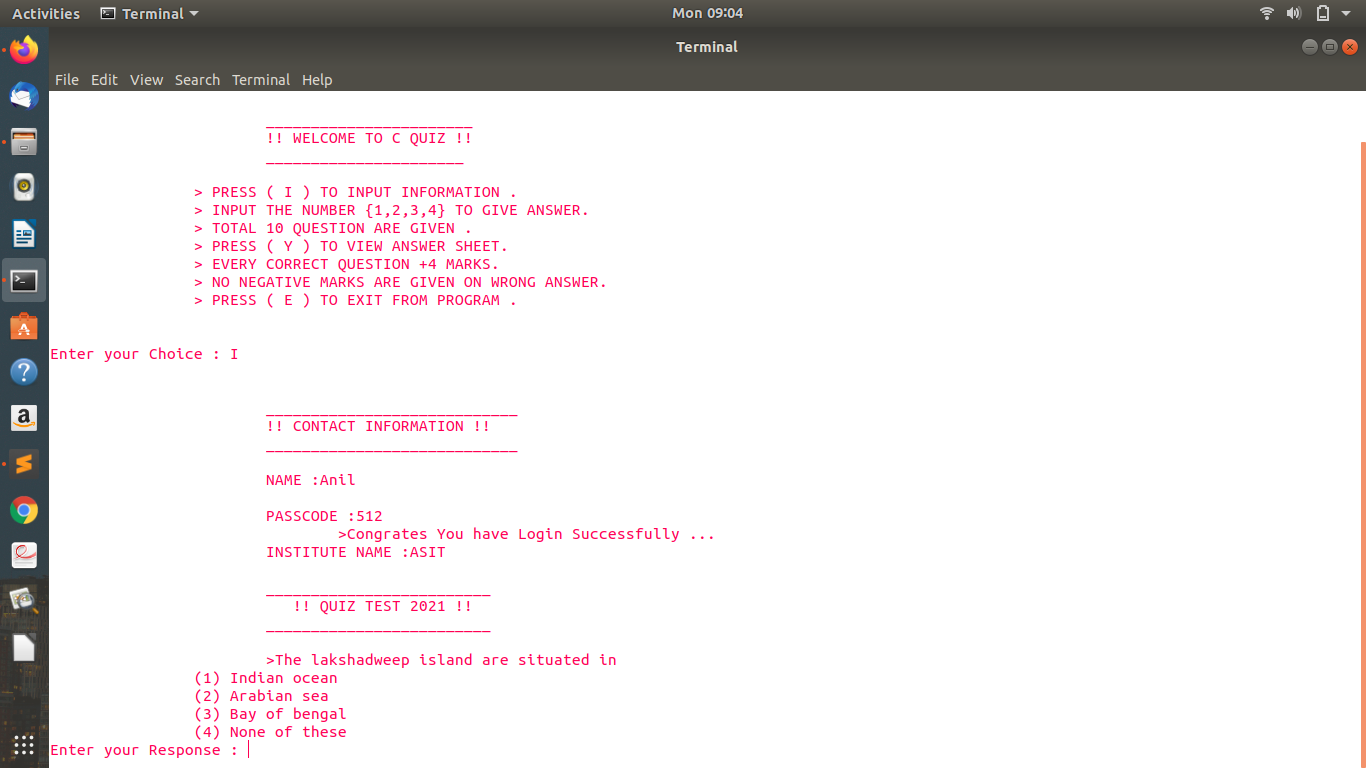 Activities Terminal Mon 09:04
Terminal
File Edit View Search Terminal Help
______________________
!! WELCOME TO C QUIZ !!
______________________
> PRESS ( I ) TO INPUT INFORMATION .
> INPUT THE NUMBER {1,2,3,4} TO GIVE ANSWER.
> TOTAL 10 QUESTION ARE GIVEN .
> PRESS ( Y ) TO VIEW ANSWER SHEET.
> EVERY CORRECT QUESTION +4 MARKS.
> NO NEGATIVE MARKS ARE GIVEN ON WRONG ANSWER.
> PRESS ( E ) TO EXIT FROM PROGRAM .
Enter your Choice : I
____________________________
!! CONTACT INFORMATION !!
____________________________
NAME :Anil
PASSCODE :512
>Congrates You have Login Successfully ...
INSTITUTE NAME :ASIT
_________________________
!! QUIZ TEST 2021 !!
_________________________
>The lakshadweep island are situated in
(1) Indian ocean
(2) Arabian sea
(3) Bay of bengal
(4) None of these
Enter your Response :